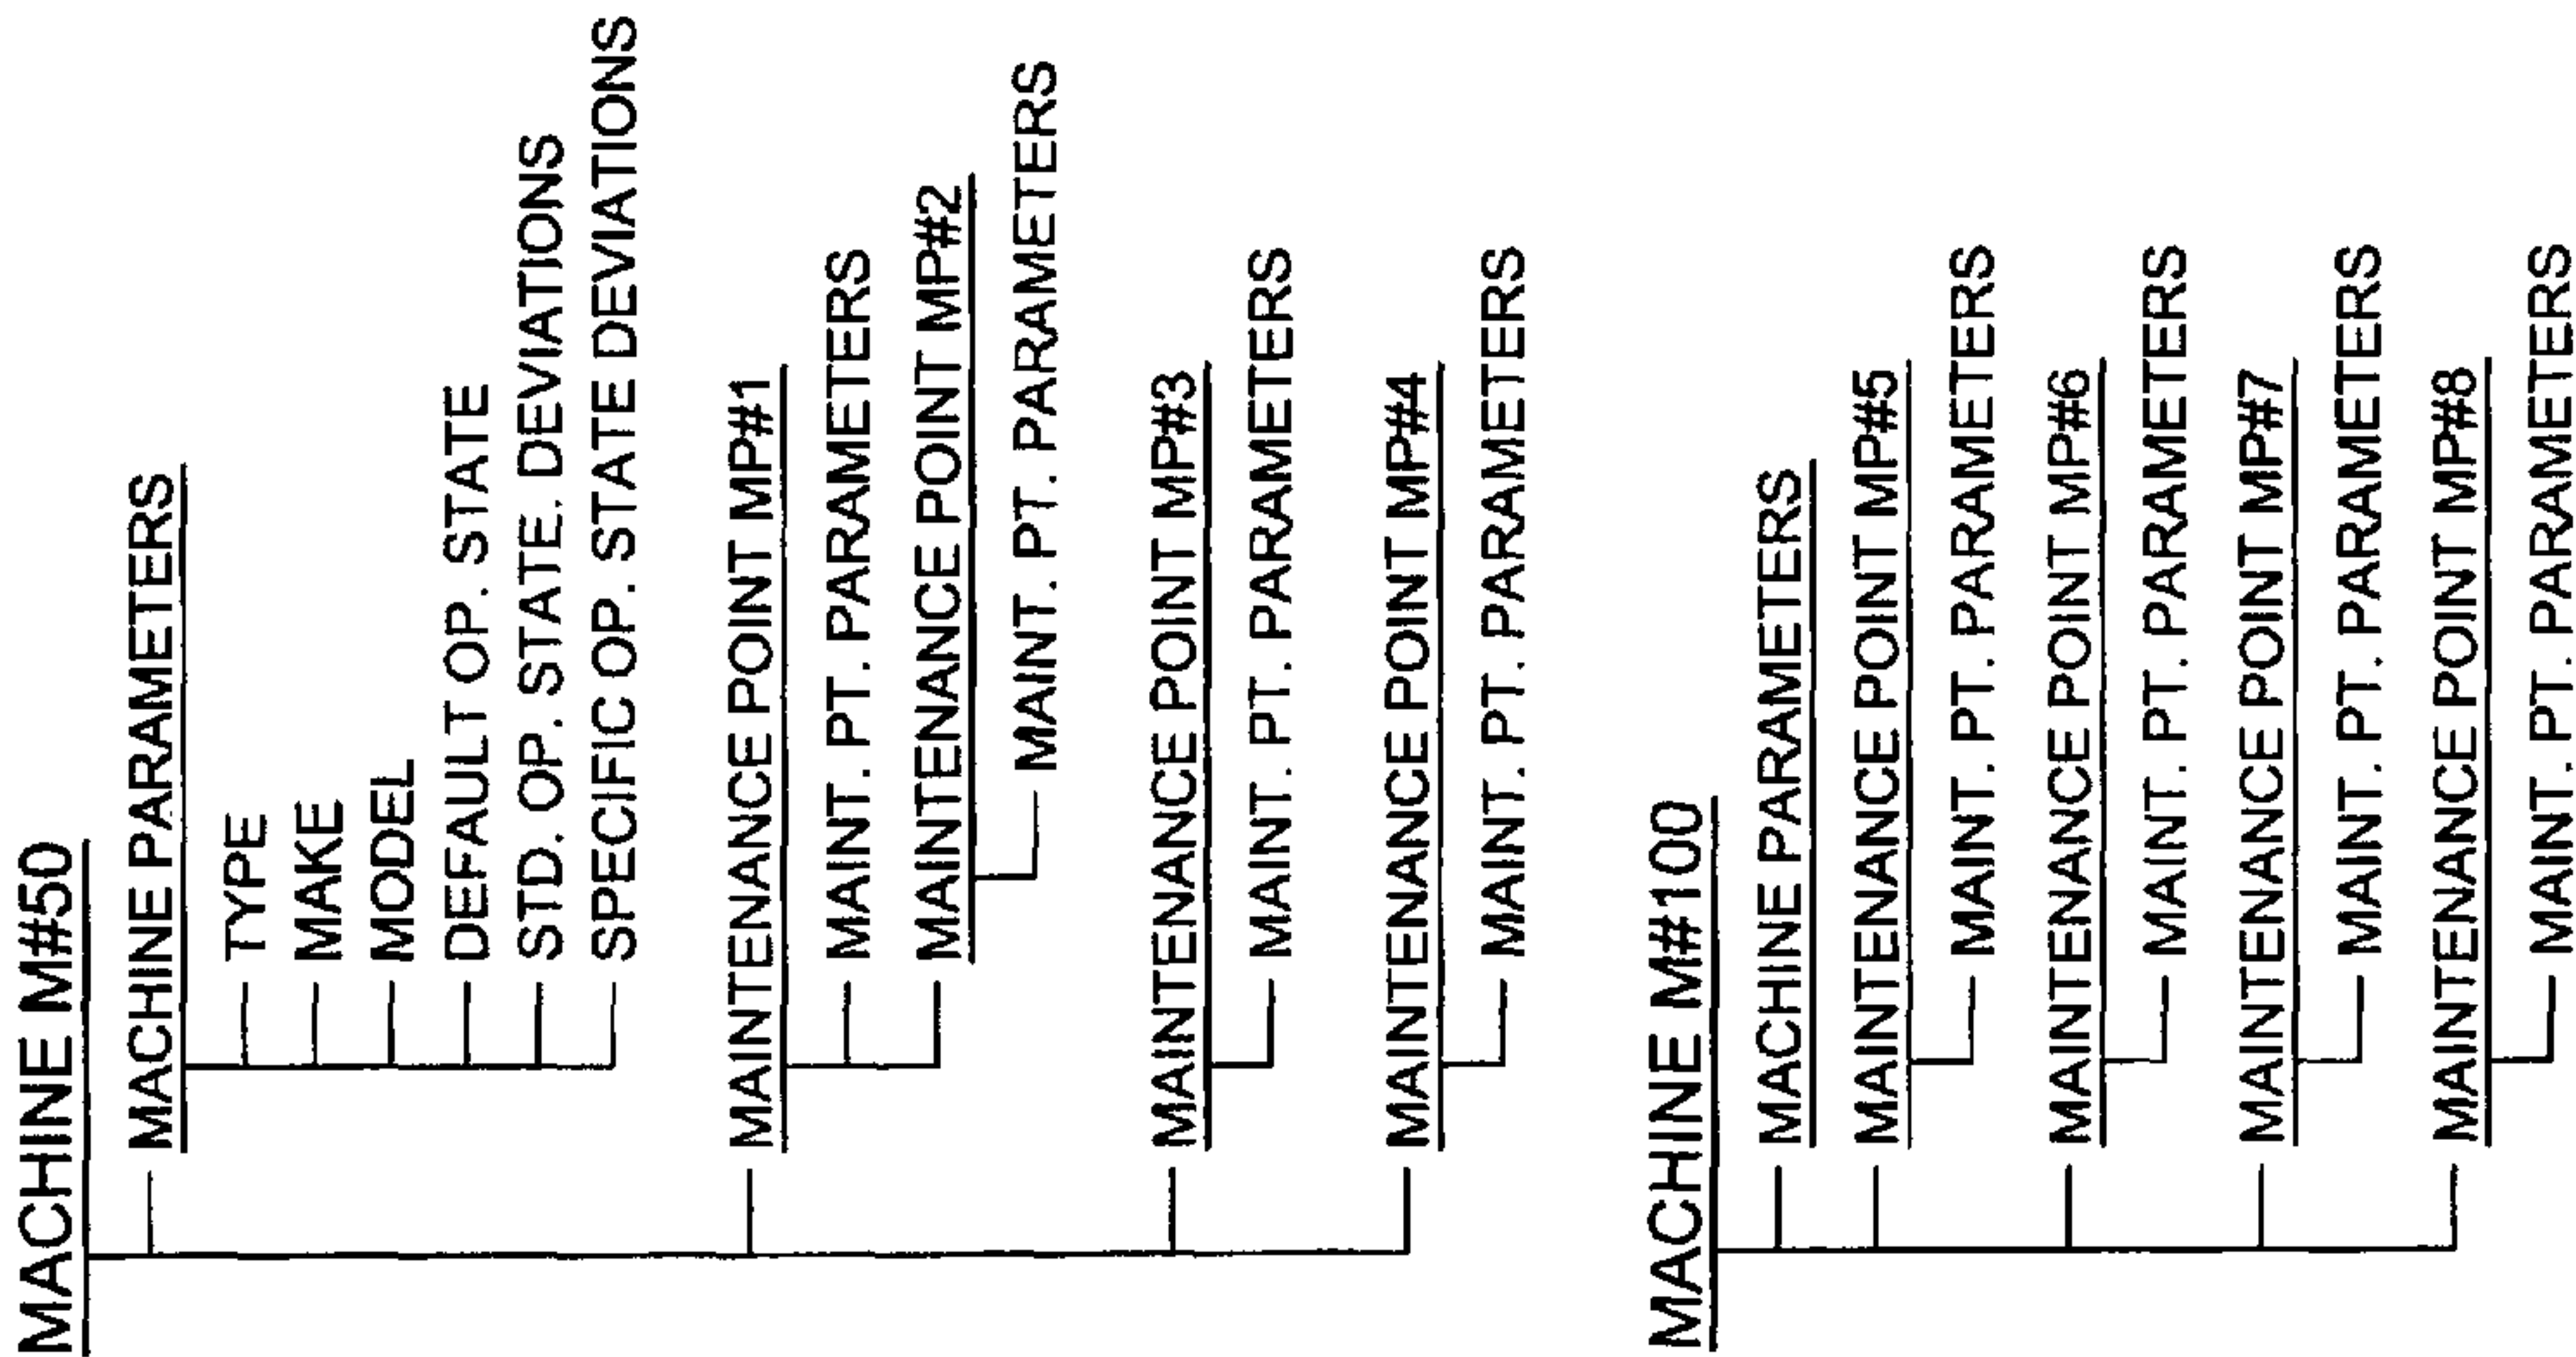 MACHINE M#50
MACHINE PARAMETERS
TYPE
MAKE
MODEL
DEFAULT OP. STATE
STD. OP. STATE. DEVIATIONS
SPECIFIC OP. STATE DEVIATIONS
MAINTENANCE POINT MP#1
MAINT. PT. PARAMETERS
MAINTENANCE POINT MP#2
MAINT. PT. PARAMETERS
MAINTENANCE POINT MP#3
MAINT. PT. PARAMETERS
MAINTENANCE POINT MP#4
MAINT. PT. PARAMETERS
MACHINE M#100
MACHINE PARAMETERS
MAINTENANCE POINT MP#5
MAINT. PT. PARAMETERS
MAINTENANCE POINT MP#6
MAINT. PT. PARAMETERS
MAINTENANCE POINT MP#7
MAINT. PT. PARAMETERS
MAINTENANCE POINT MP#8
MAINT. PT. PARAMETERS